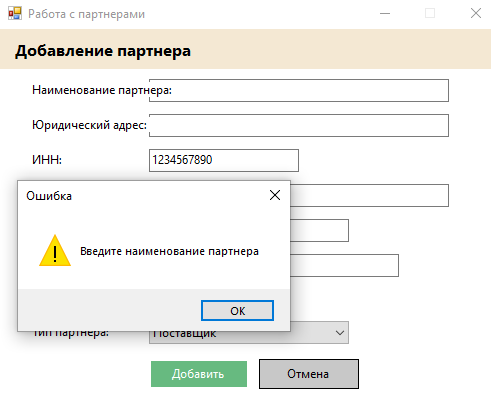 Работа с партнерами
Добавление партнера
Наименование партнера:
Юридический адрес:
ИНН:
1234567890
Ошибка
Введите наименование партнера
OK
Тип партнера:
Поставщик
Добавить
Отмена